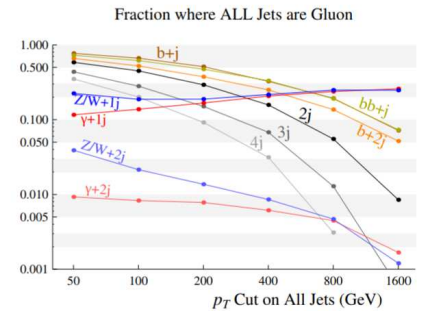 Fraction where ALL Jets are Gluon
1.000
0.500
0.100
0.050
0.010
0.005
0.001
b+j
bb+j
Z/W+1j
γ+1j
2j
b+2j
3j
4j
Z/W+2j
γ+2j
50 100 200 400 800 1600
pT Cut on All Jets (GeV)